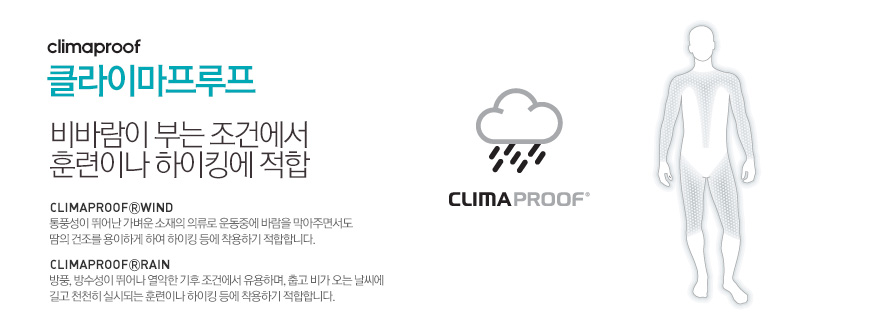 climaproof
클라이마프루프
비바람이 부는 조건에서
훈련이나 하이킹에 적합
CLIMAPROOFⓇWIND
통풍성이 뛰어난 가벼운 소재의 의류로 운동중에 바람을 막아주면서도
땀의 건조를 용이하게 하여 하이킹 등에 착용하기 적합합니다.
CLIMAPROOFⓇRAIN
방풍, 방수성이 뛰어나 열악한 기후 조건에서 유용하며, 춥고 비가 오는 날씨에
길고 천천히 실시되는 훈련이나 하이킹 등에 착용하기 적합합니다.
CLIMAPROOF®